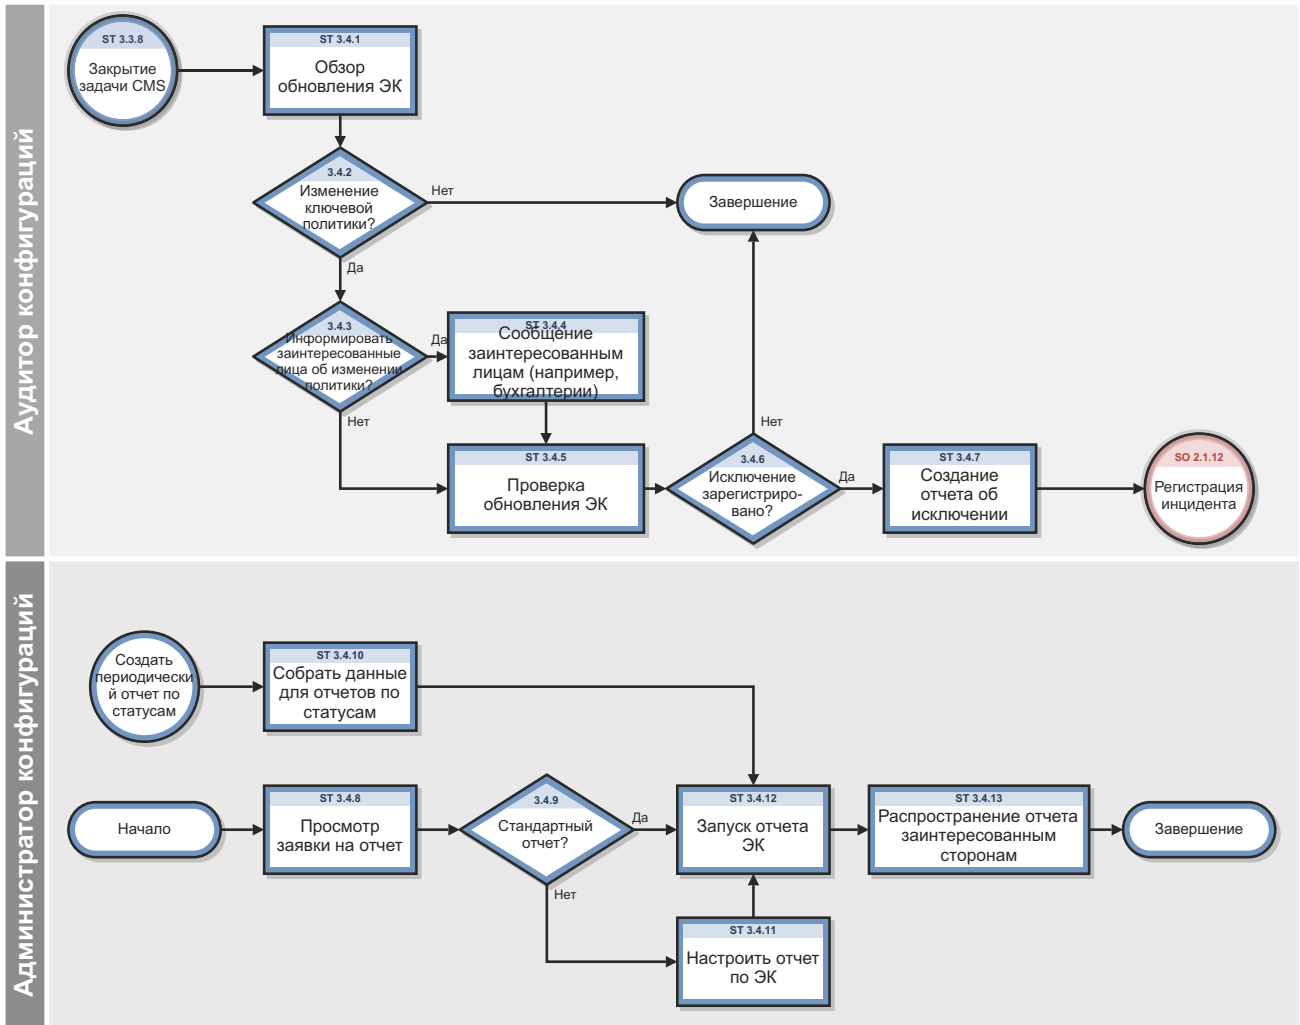 Аудитор конфигураций
ST 3.3.8
Закрытие
задачи CMS
ST 3.4.1
Обзор
обновления ЭК
3.4.2
Изменение
ключевой
политики?
Нет
Завершение
Да
3.4.3
Информировать
заинтересованные
лица об изменении
политики?
Да
ST 3.4.4
Сообщение
заинтересованным
лицам (например,
бухгалтерии)
Нет
ST 3.4.5
Проверка
обновления ЭК
3.4.6
Исключение
зарегистриро-
вано?
Нет
Да
ST 3.4.7
Создание
отчета об
исключении
SO 2.1.12
Регистрация
инцидента
Администратор конфигураций
Создать
периодически
й отчет по
статусам
ST 3.4.10
Собрать данные
для отчетов по
статусам
Начало
ST 3.4.8
Просмотр
заявки на отчет
3.4.9
Стандартный
отчет?
Да
Нет
ST 3.4.12
Запуск отчета
ЭК
ST 3.4.13
Распространение отчета
заинтересованным
сторонам
Завершение
ST 3.4.11
Настроить отчет
по ЭК